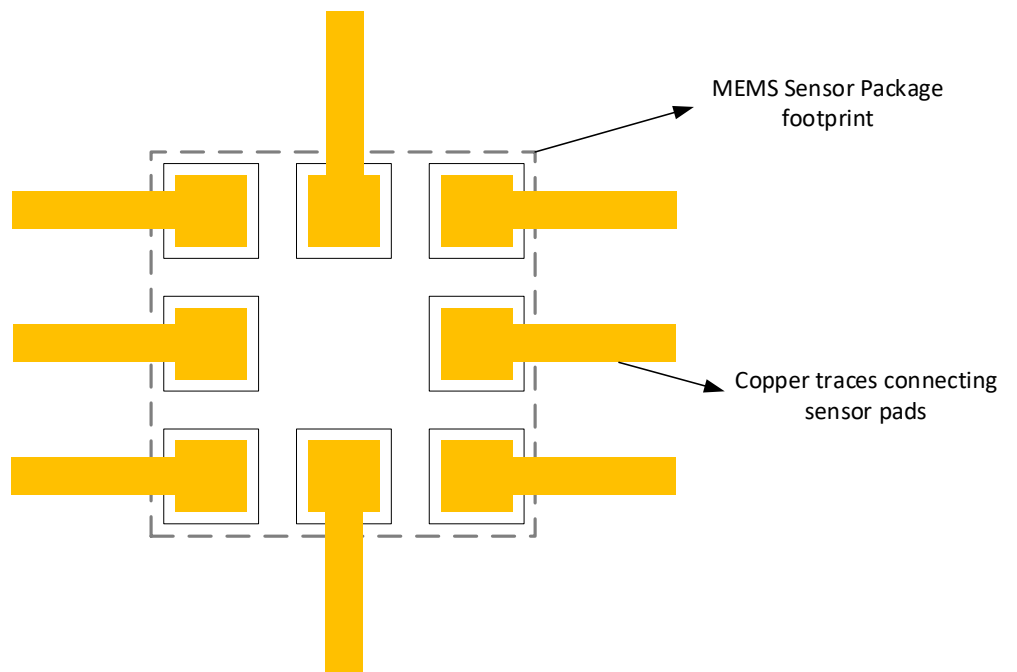 MEMS Sensor Package
footprint
Copper traces connecting
sensor pads